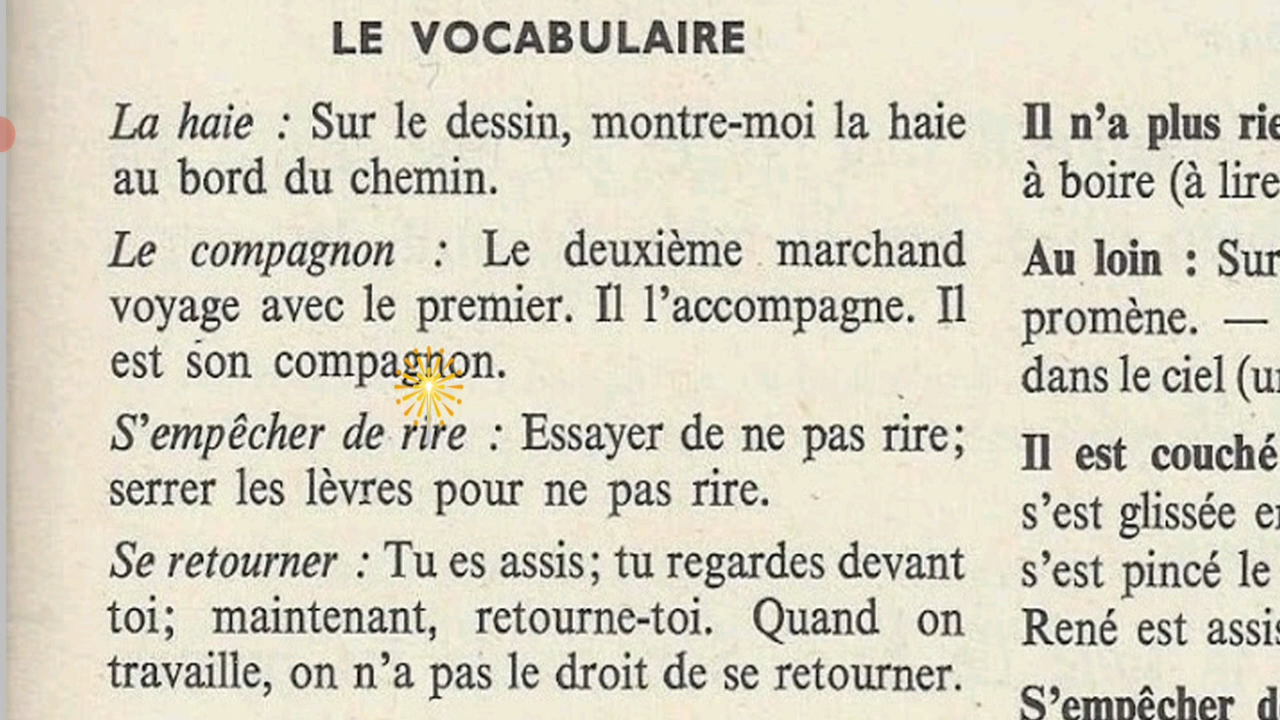 LE VOCABULAIRE
La haie : Sur le dessin, montre-moi la haie
au bord du chemin.
Le compagnon : Le deuxième marchand
voyage avec le premier. Il l'accompagne. Il
est son compagnon.
S'empêcher de rire : Essayer de ne pas rire;
serrer les lèvres pour ne pas rire.
Se retourner : Tu es assis; tu regardes devant
toi; maintenant, retourne-toi. Quand on
travaille, on n'a pas le droit de se retourner.
Il n'a plus
à boire (à lire
Au loin : Sur
promène. —
dans le ciel
Il est couché
s'est glissée
s'est pincé le
René est
S'empêcher